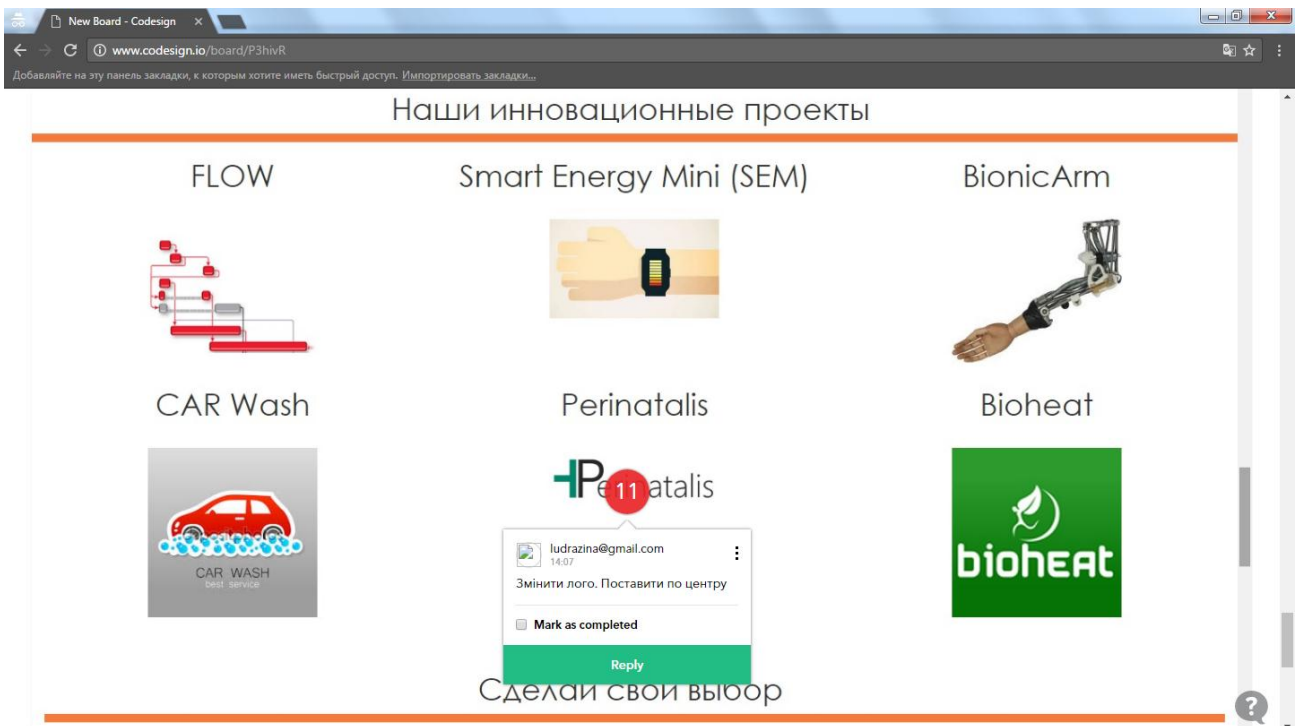 New Board - Codesign
www.codesign.io/board/P3hivR
Добавляйте на эту панель закладки, к которым хотите иметь быстрый доступ. Импортировать закладки...
Наши инновационные проекты
FLOW
Smart Energy Mini (SEM)
BionicArm
CAR Wash
Perinatalis
Bioheat
CAR WASH
best service
atalis
11
bioheat
ludrazina@gmail.com
14:07
Змінити лого. Поставити по центру
Mark as completed
Reply
Сделай свой выбор
?